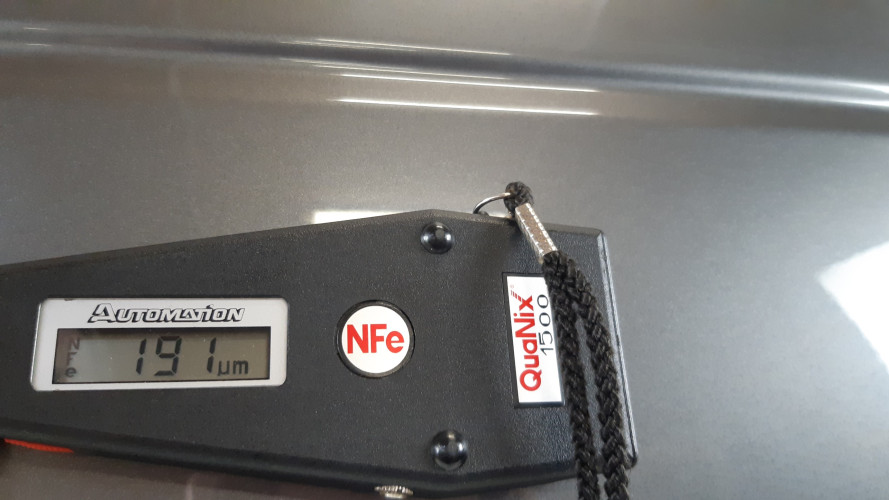 AUTOMATION
NFe
191 µm
NFe
QuaNix
1500